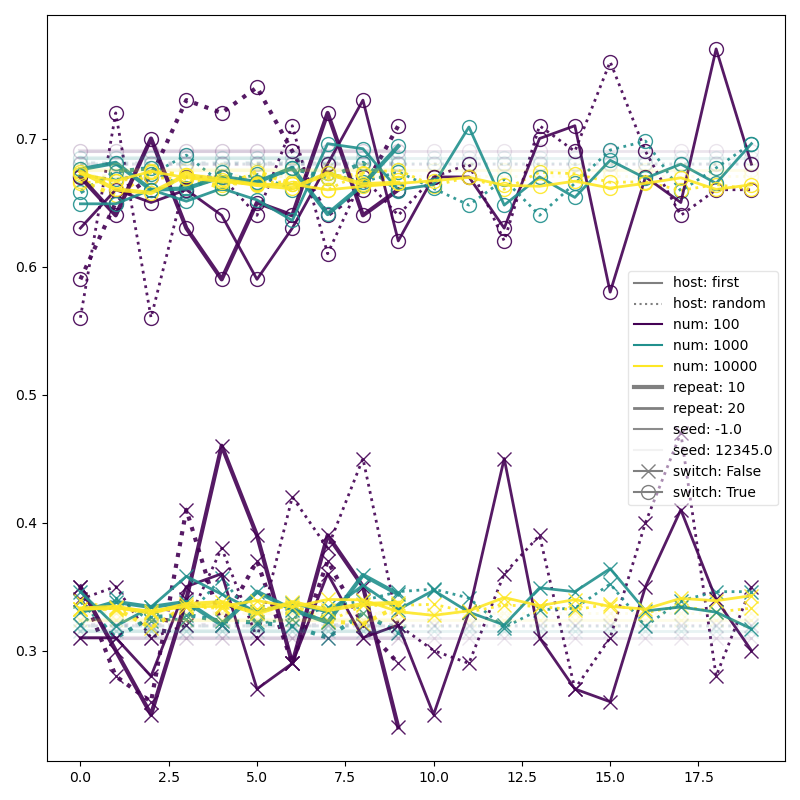 0.7
0.6
0.5
0.4
0.3
host: first
host: random
num: 100
num: 1000
num: 10000
repeat: 10
repeat: 20
seed: -1.0
seed: 12345.0
switch: False
switch: True
0.0 2.5 5.0 7.5 10.0 12.5 15.0 17.5